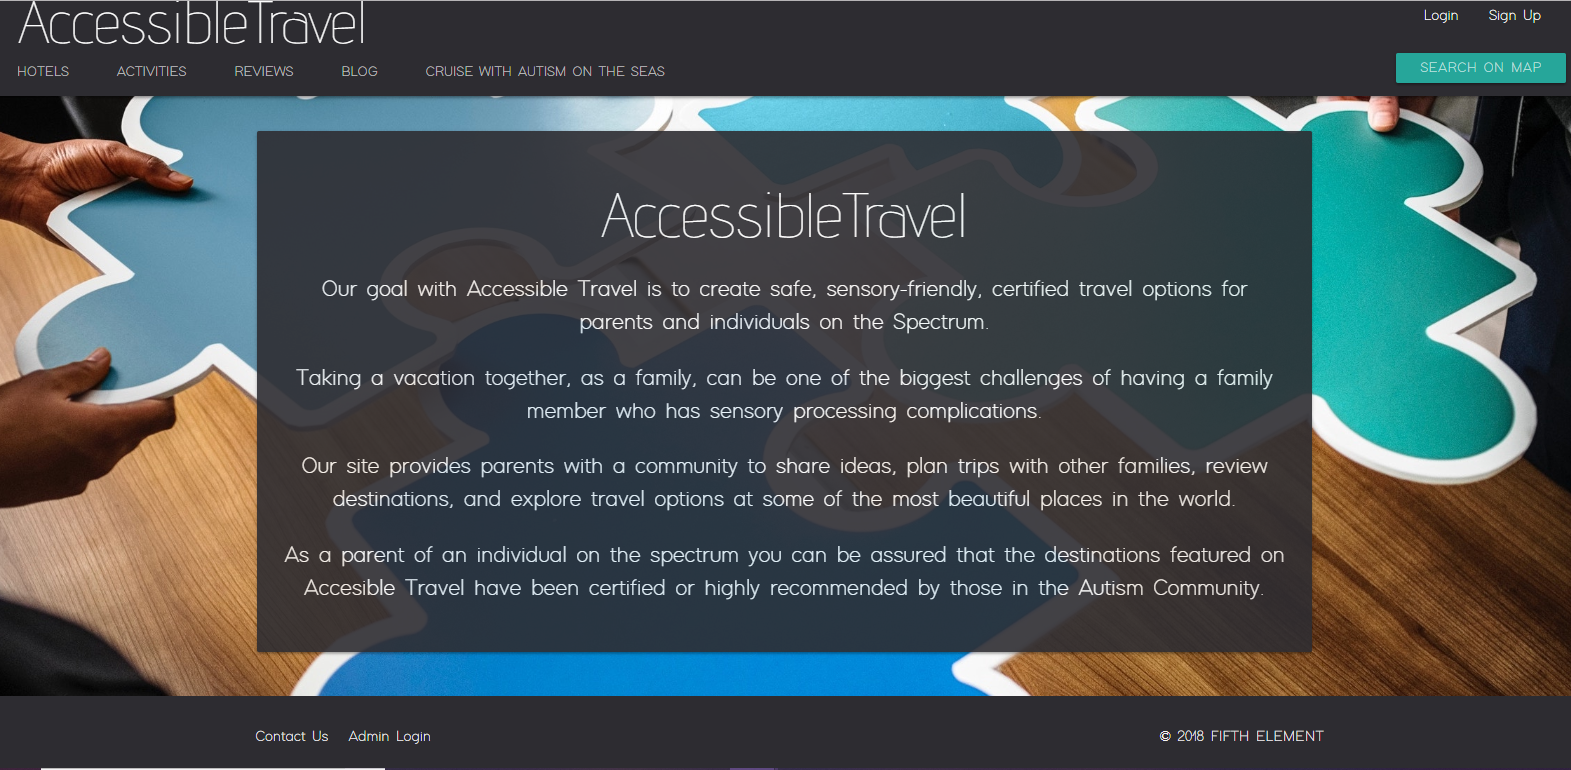 AccessibleTravel
Login Sign Up
HOTELS ACTIVITIES REVIEWS BLOG CRUISE WITH AUTISM ON THE SEAS
SEARCH ON MAP
AccessibleTravel
Our goal with Accessible Travel is to create safe, sensory-friendly, certified travel options for
parents and individuals on the Spectrum.
Taking a vacation together, as a family, can be one of the biggest challenges of having a family
member who has sensory processing complications.
Our site provides parents with a community to share ideas, plan trips with other families, review
destinations, and explore travel options at some of the most beautiful places in the world.
As a parent of an individual on the spectrum you can be assured that the destinations featured on
Accesible Travel have been certified or highly recommended by those in the Autism Community.
Contact Us Admin Login
© 2018 FIFTH ELEMENT